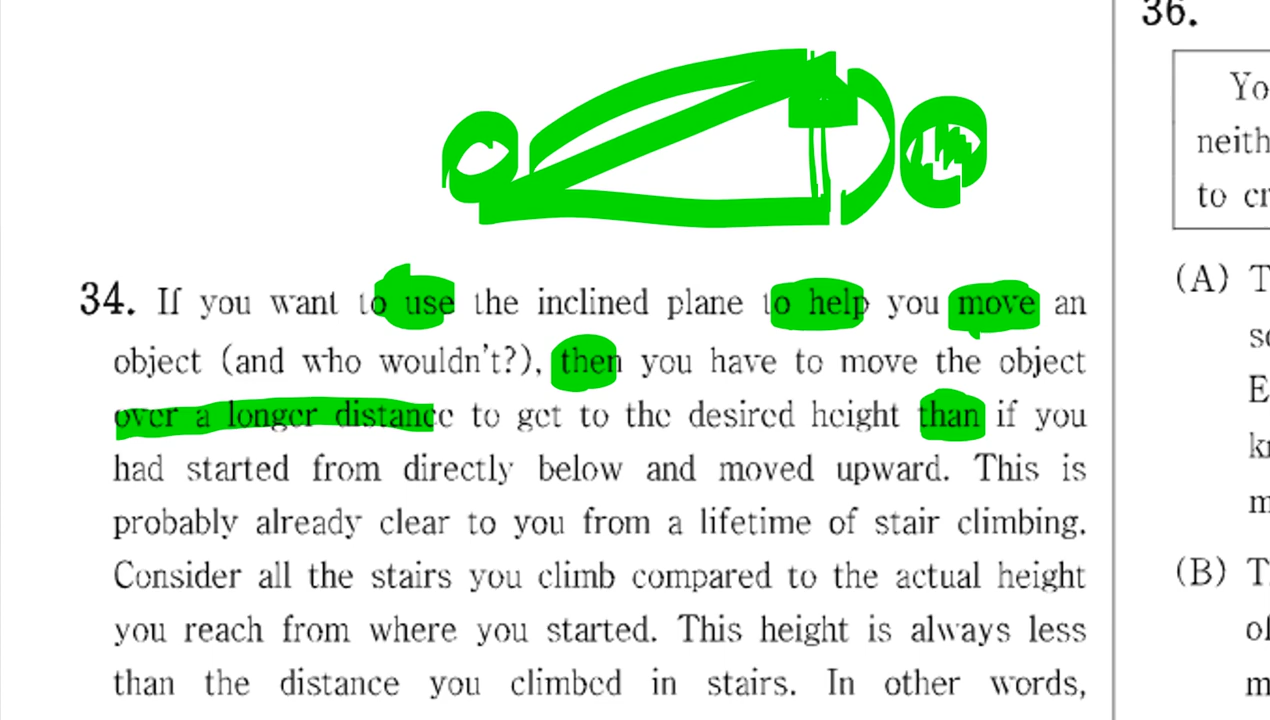 34. If you want to use the inclined plane to help you move an
object (and who wouldn't?), then you have to move the object
over a longer distance to get to the desired height than if you
had started from directly below and moved upward. This is
probably already clear to you from a lifetime of stair climbing.
Consider all the stairs you climb compared to the actual height
you reach from where you started. This height is always less
than the distance you climbed in stairs. In other words,
36.
Yo
neith
to cr
(A) T
so
E
kn
m
(B) T
of
m